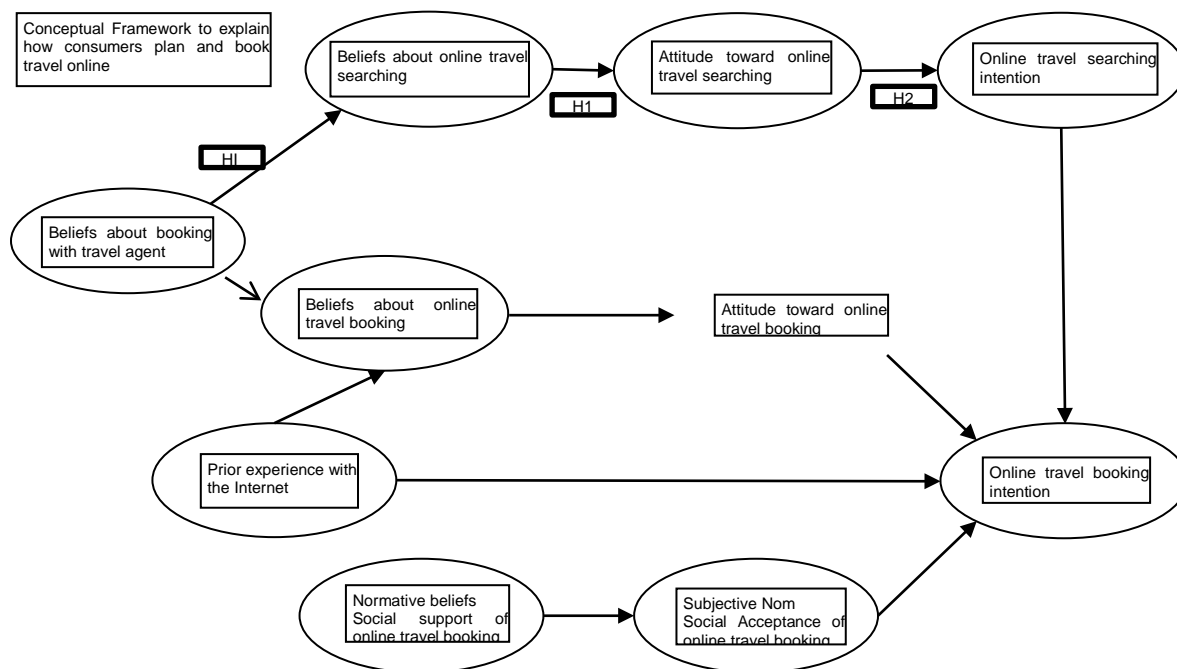 Conceptual Framework to explain
how consumers plan and book
travel online
Beliefs about online travel
searching
Attitude toward online
travel searching
Online travel searching
intention
H1
H2
HI
Beliefs about booking
with travel agent
Beliefs about online
travel booking
Attitude toward online
travel booking
Prior experience with
the Internet
Online travel booking
intention
Normative beliefs
Social support of
online travel booking
Subjective Nom
Social Acceptance of
online travel booking